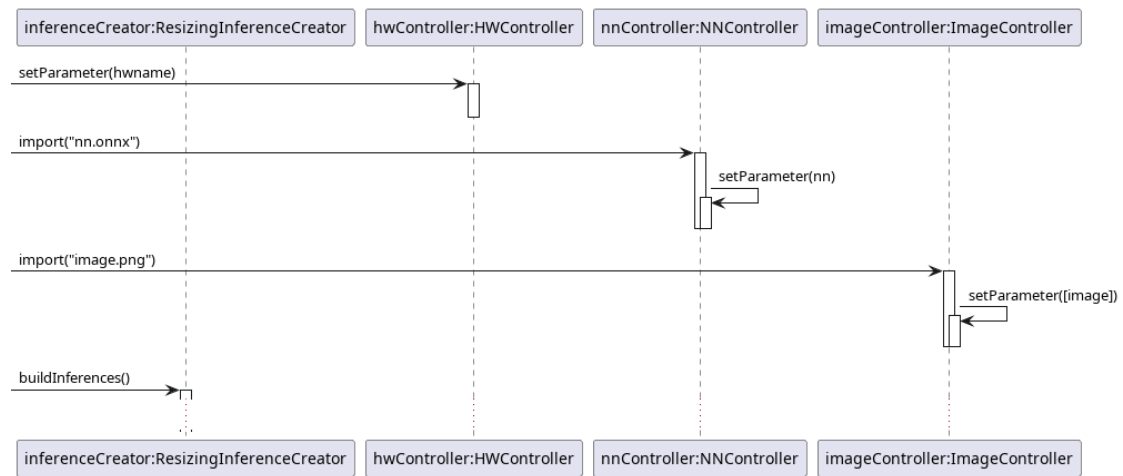 inferenceCreator:ResizingInferenceCreator
hwController:HWController
nnController:NNController
imageController:ImageController
setParameter(hwname)
import("nn.onnx")
setParameter(nn)
import("image.png")
setParameter([image])
buildInferences()
inferenceCreator:ResizingInferenceCreator
hwController:HWController
nnController:NNController
imageController:ImageController